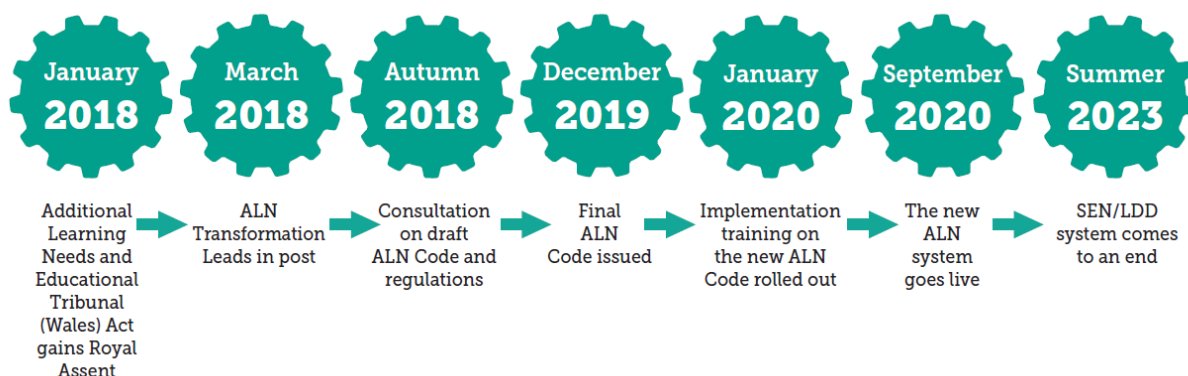 January
2018
March
2018
Autumn
2018
December
2019
January
2020
September
2020
Summer
2023
Additional
Learning
Needs and
Educational
Tribunal
(Wales) Act
gains Royal
Assent
ALN
Transformation
Leads in post
Consultation
on draft
ALN Code and
regulations
Final
ALN
Code issued
Implementation
training on
the new ALN
Code rolled out
The new
ALN
system
goes live
SEN/LDD
system comes
to an end